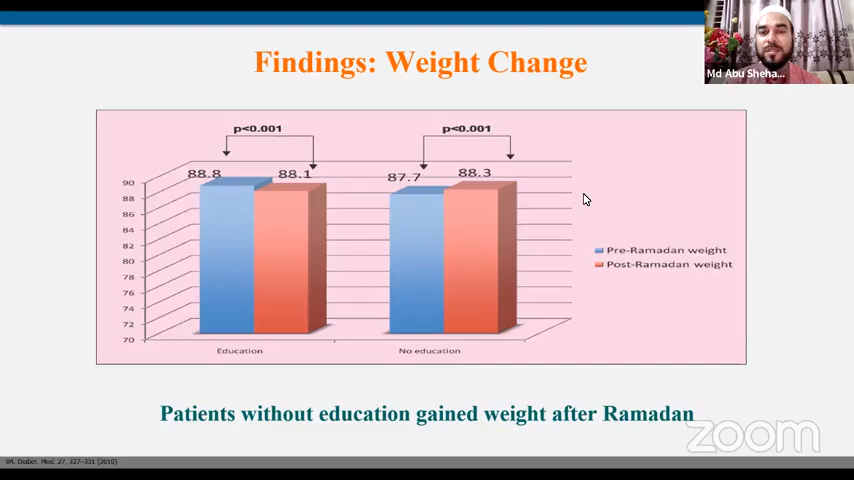 Findings: Weight Change
Md Abu Sheha...
p<0.001
p<0.001
88.8
88.1
87.7
88.3
90
88
86
84
82
80
78
76
74
72
70
Education
No education
Pre-Ramadan weight
Post-Ramadan weight
Patients without education gained weight after Ramadan
zoom
04. Diabet. Med. 27, 327–331 (2010)